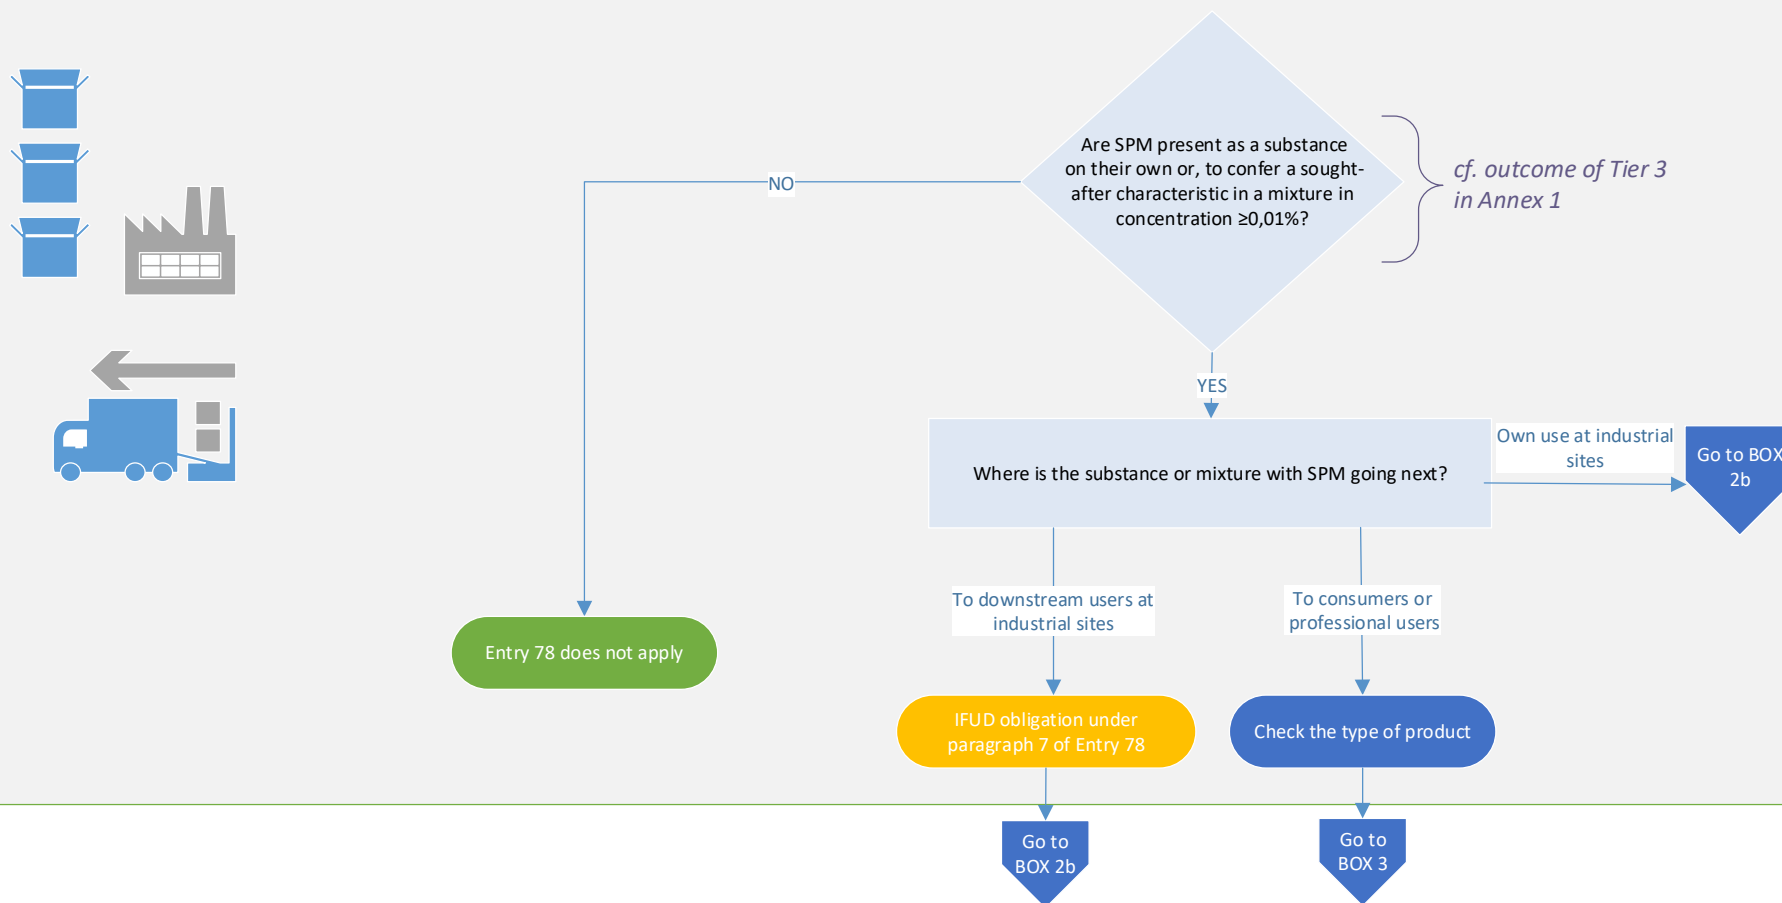 Are SPM present as a substance
on their own or, to confer a sought-
after characteristic in a mixture in
concentration ≥0,01%?
cf. outcome of Tier 3
in Annex 1
NO
YES
Where is the substance or mixture with SPM going next?
Own use at industrial
sites
Go to BOX
2b
To downstream users at
industrial sites
To consumers or
professional users
Entry 78 does not apply
IFUD obligation under
paragraph 7 of Entry 78
Check the type of product
Go to
BOX 2b
Go to
BOX 3